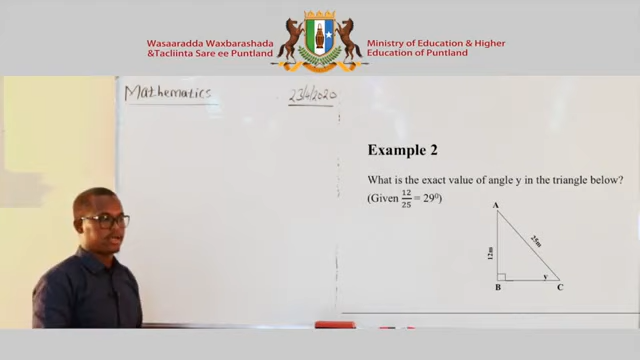 Wasaaradda Waxbarashada
&Tacliinta Sare ee Puntland
Ministry of Education & Higher
Education of Puntland
Mathematics
23/4/2020
Example 2
What is the exact value of angle y in the triangle below?
(Given 12/25 = 29⁰)
A
25m
12m
y
B
C